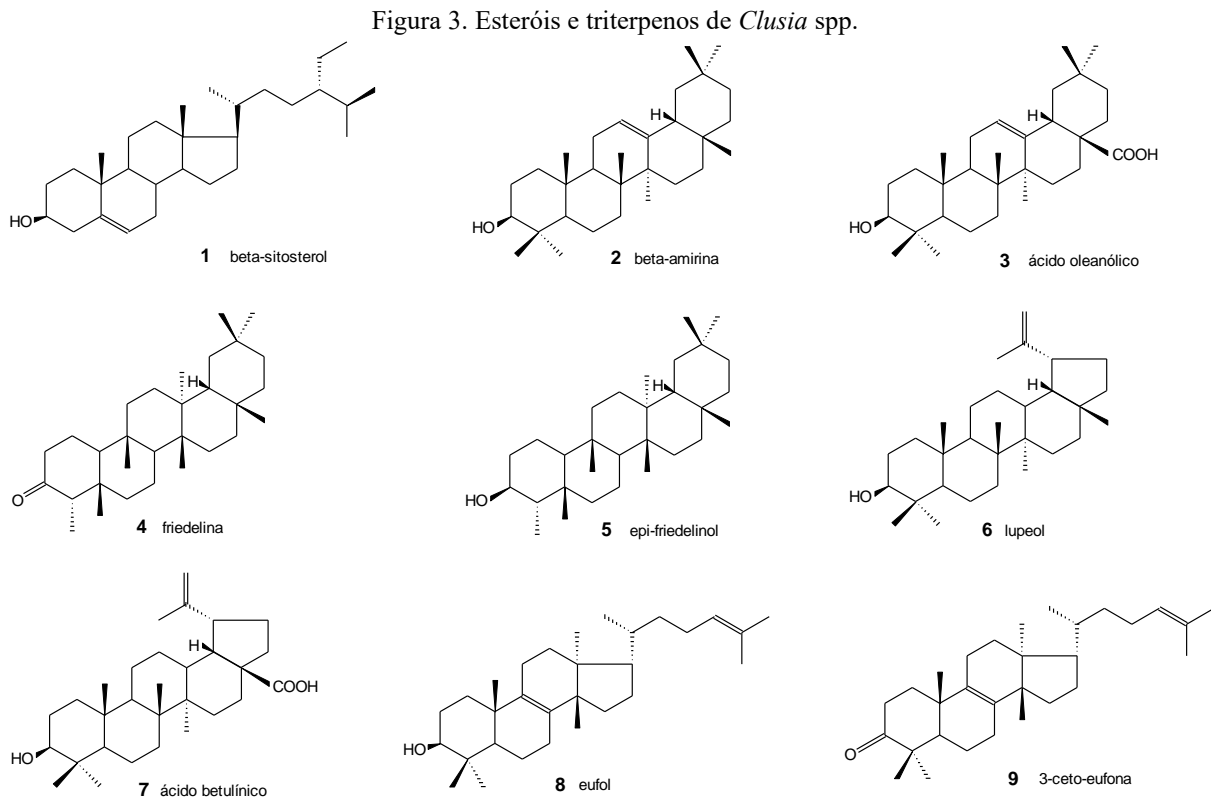 Figura 3. Esteróis e triterpenos de Clusia spp.
HO
1 beta-sitosterol
H
HO
2 beta-amirina
H
COOH
HO
3 ácido oleanólico
H
O
4 friedelina
H
HO
5 epi-friedelinol
H
HO
6 lupeol
H
COOH
HO
7 ácido betulínico
HO
8 eufol
O
9 3-ceto-eufona